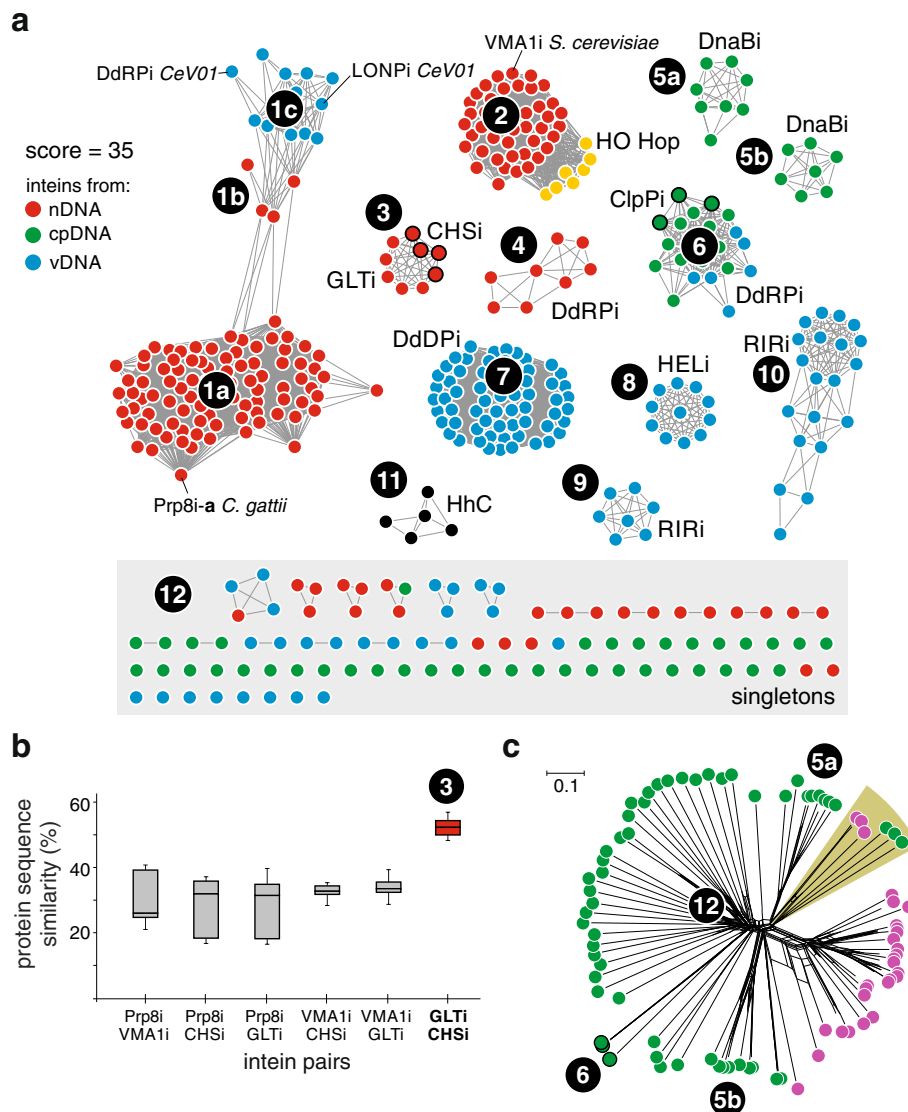 a
DdRPi CeV01
1c
LONPi CeV01
score = 35
inteins from:
nDNA
cpDNA
vDNA
1b
VMA1i S. cerevisiae
2
HO Hop
5a
DnaBi
5b
DnaBi
3
CHSi
GLTi
4
DdRPi
ClpPi
6
DdRPi
1a
Prp8i-a C. gattii
DdDPi
7
HELi
8
RIRi
10
11
HhC
9
RIRi
12
singletons
b
protein sequence
similarity (%)
60
40
20
3
Prp8i
VMA1i
Prp8i
CHSi
Prp8i
GLTi
VMA1i
CHSi
VMA1i
GLTi
GLTi
CHSi
intein pairs
c
0.1
5a
12
6
5b